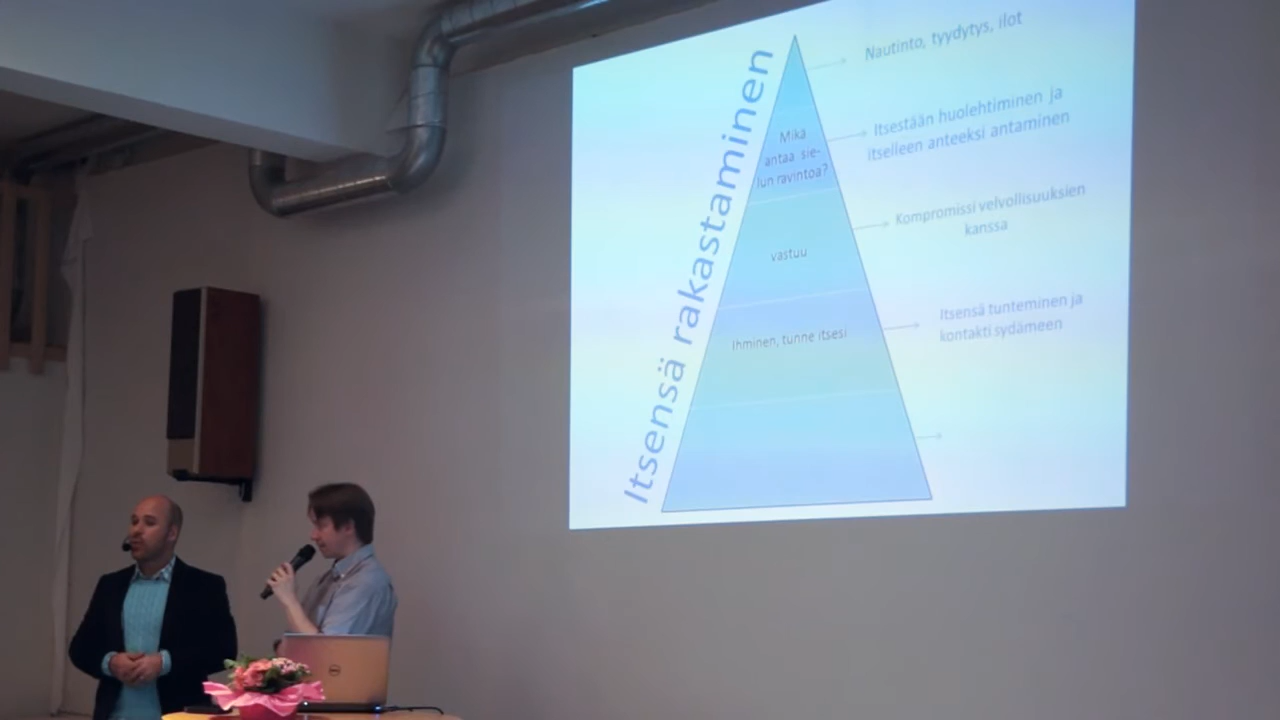 Itsensä rakastaminen
Nautinto, tyydytys, ilot
Mikä
antaa sie-
lun ravintoa?
Itsestään huolehtiminen ja
itselleen anteeksi antaminen
vastuu
Kompromissi velvollisuuksien
kanssa
Ihminen, tunne itsesi
Itsensä tunteminen ja
kontakti sydämeen
DELL